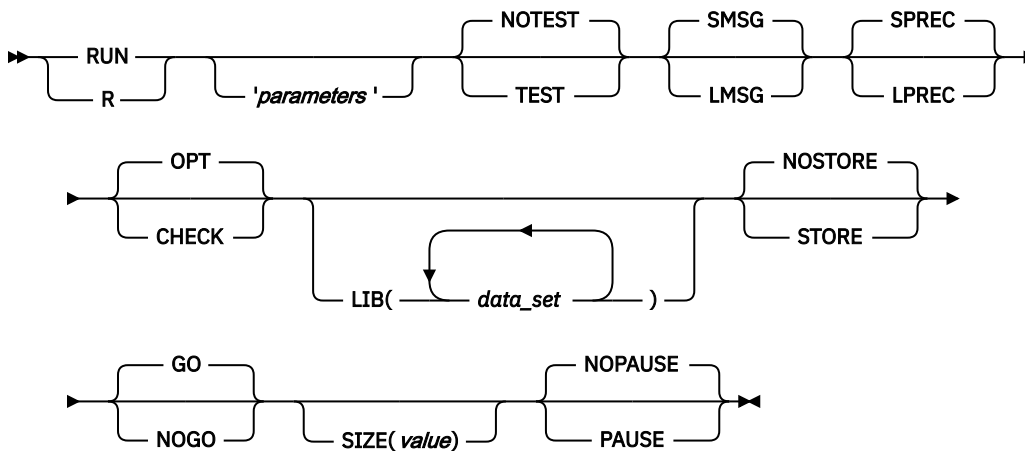 NOTEST SMSG SPREC
RUN
R 'parameters ' TEST LMSG LPREC
OPT NOSTORE
CHECK STORE
LIB( data_set )
GO NOPAUSE
NOGO SIZE( value) PAUSE